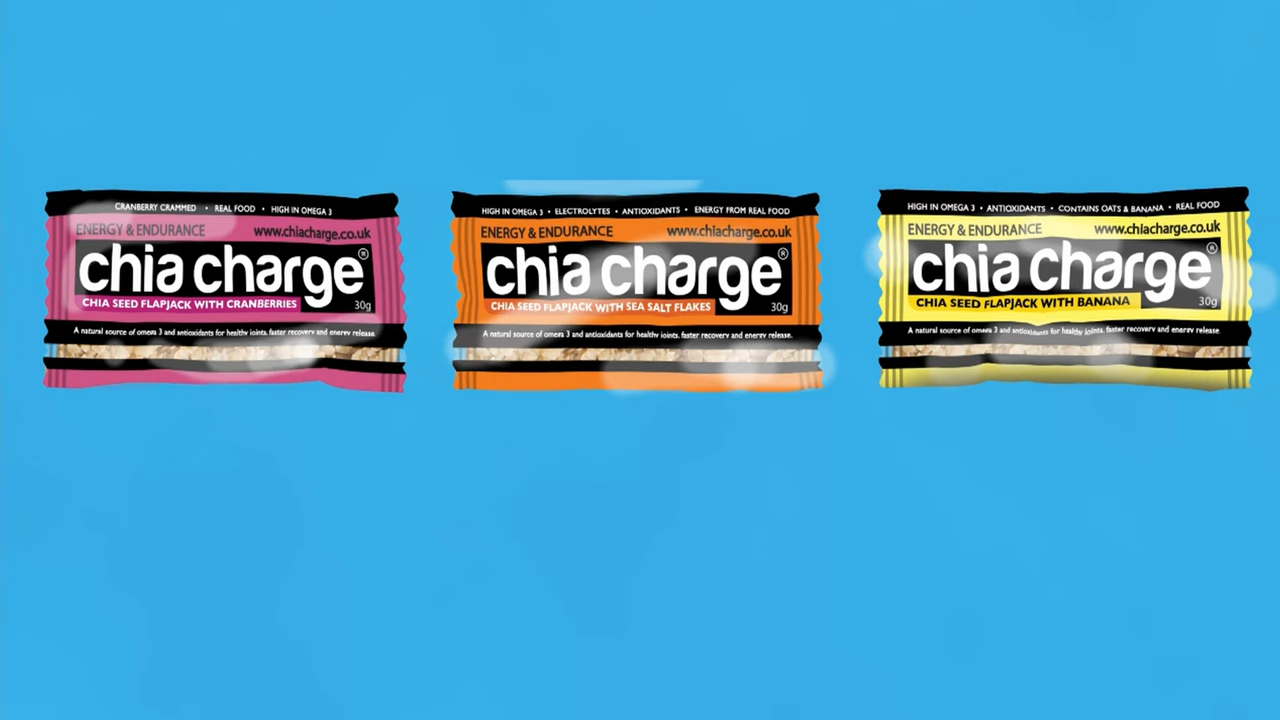 CRANBERRY CRAMMED • REAL FOOD • HIGH IN OMEGA 3
ENERGY & ENDURANCE www.chiacharge.co.uk
chia charge®
CHIA SEED FLAPJACK WITH CRANBERRIES
30g
A natural source of omega 3 and antioxidants for healthy joints, faster recovery and energy release.
HIGH IN OMEGA 3 • ELECTROLYTES • ANTIOXIDANTS • ENERGY FROM REAL FOOD
ENERGY & ENDURANCE www.chiacharge.co.uk
chia charge®
CHIA SEED FLAPJACK WITH SEA SALT FLAKES
30g
A natural source of omega 3 and antioxidants for healthy joints, faster recovery and energy release.
HIGH IN OMEGA 3 • ANTIOXIDANTS • CONTAINS OATS & BANANA • REAL FOOD
ENERGY & ENDURANCE www.chiacharge.co.uk
chia charge®
CHIA SEED FLAPJACK WITH BANANA
30g
A natural source of omega 3 and antioxidants for healthy joints, faster recovery and energy release.